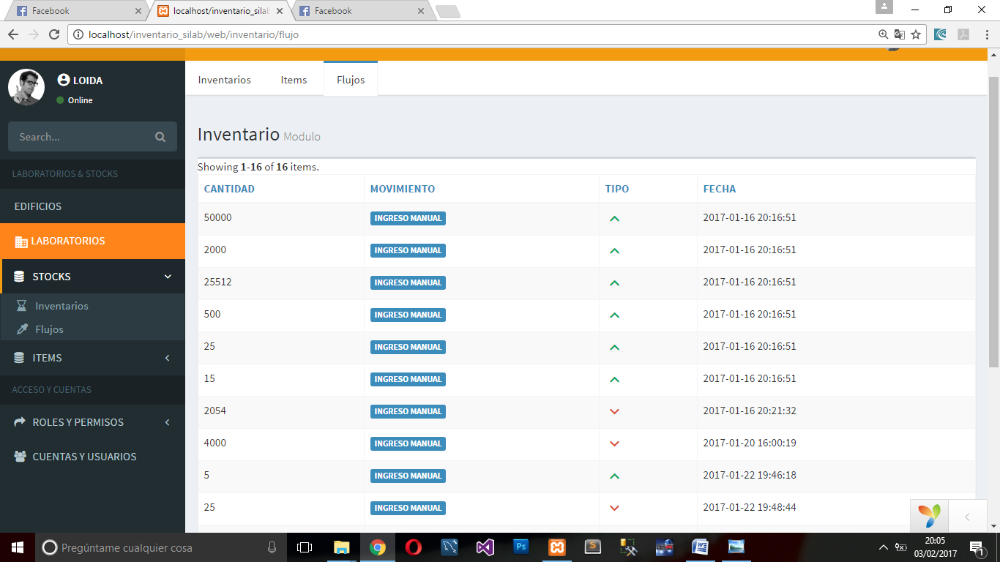 Facebook
localhost/inventario_silab
Facebook
localhost/inventario_silab/web/inventario/flujo
LOIDA
Online
Search...
LABORATORIOS & STOCKS
EDIFICIOS
LABORATORIOS
STOCKS
Inventarios
Flujos
ITEMS
ACCESO Y CUENTAS
ROLES Y PERMISOS
CUENTAS Y USUARIOS
Inventarios Items Flujos
Inventario Modulo
Showing 1-16 of 16 items.
CANTIDAD MOVIMIENTO TIPO FECHA
50000 INGRESO MANUAL 2017-01-16 20:16:51
2000 INGRESO MANUAL 2017-01-16 20:16:51
25512 INGRESO MANUAL 2017-01-16 20:16:51
500 INGRESO MANUAL 2017-01-16 20:16:51
25 INGRESO MANUAL 2017-01-16 20:16:51
15 INGRESO MANUAL 2017-01-16 20:16:51
2054 INGRESO MANUAL 2017-01-16 20:21:32
4000 INGRESO MANUAL 2017-01-20 16:00:19
5 INGRESO MANUAL 2017-01-22 19:46:18
25 INGRESO MANUAL 2017-01-22 19:48:44
Pregúntame cualquier cosa
Ps
S
W
20:05
03/02/2017
1